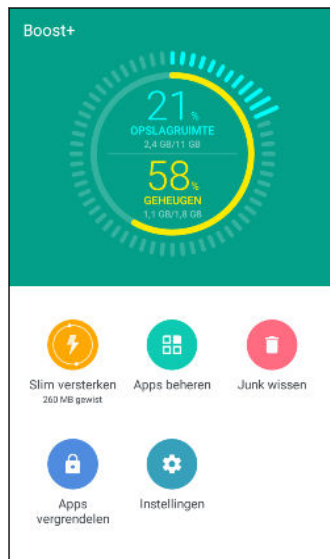 Boost+
21%
OPSLAGRUIMTE
2,4 GB/11 GB
58%
GEHEUGEN
1,1 GB/1,8 GB
Slim versterken
260 MB gewist
Apps beheren
Junk wissen
Apps
vergrendelen
Instellingen